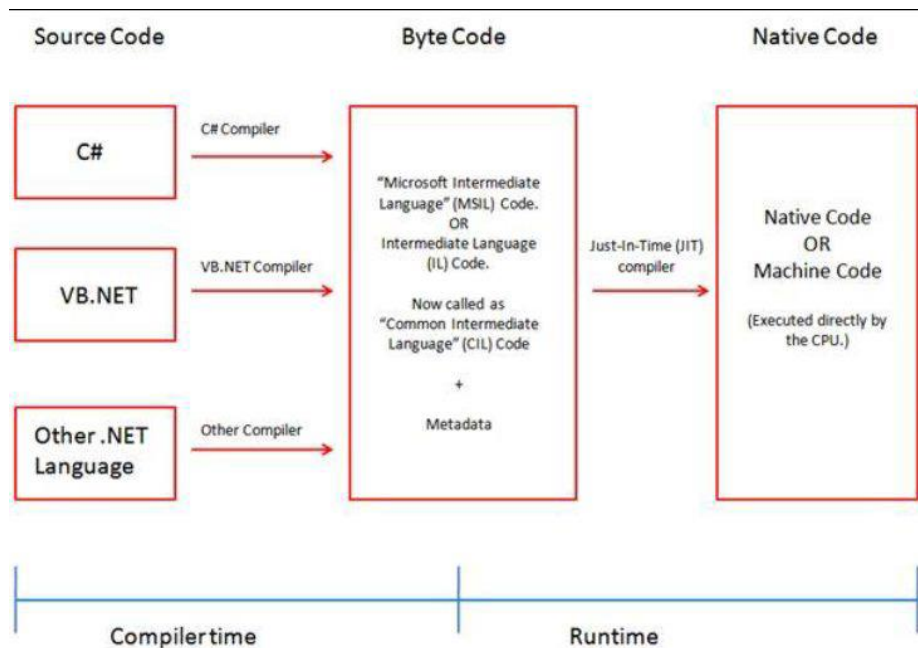 Source Code
Byte Code
Native Code
C#
C# Compiler
VB.NET
VB.NET Compiler
Other .NET
Language
Other Compiler
"Microsoft Intermediate
Language" (MSIL) Code.
OR
Intermediate Language
(IL) Code.
Now called as
"Common Intermediate
Language" (CIL) Code
+
Metadata
Just-In-Time (JIT)
compiler
Native Code
OR
Machine Code
(Executed directly by
the CPU.)
Compiler time
Runtime